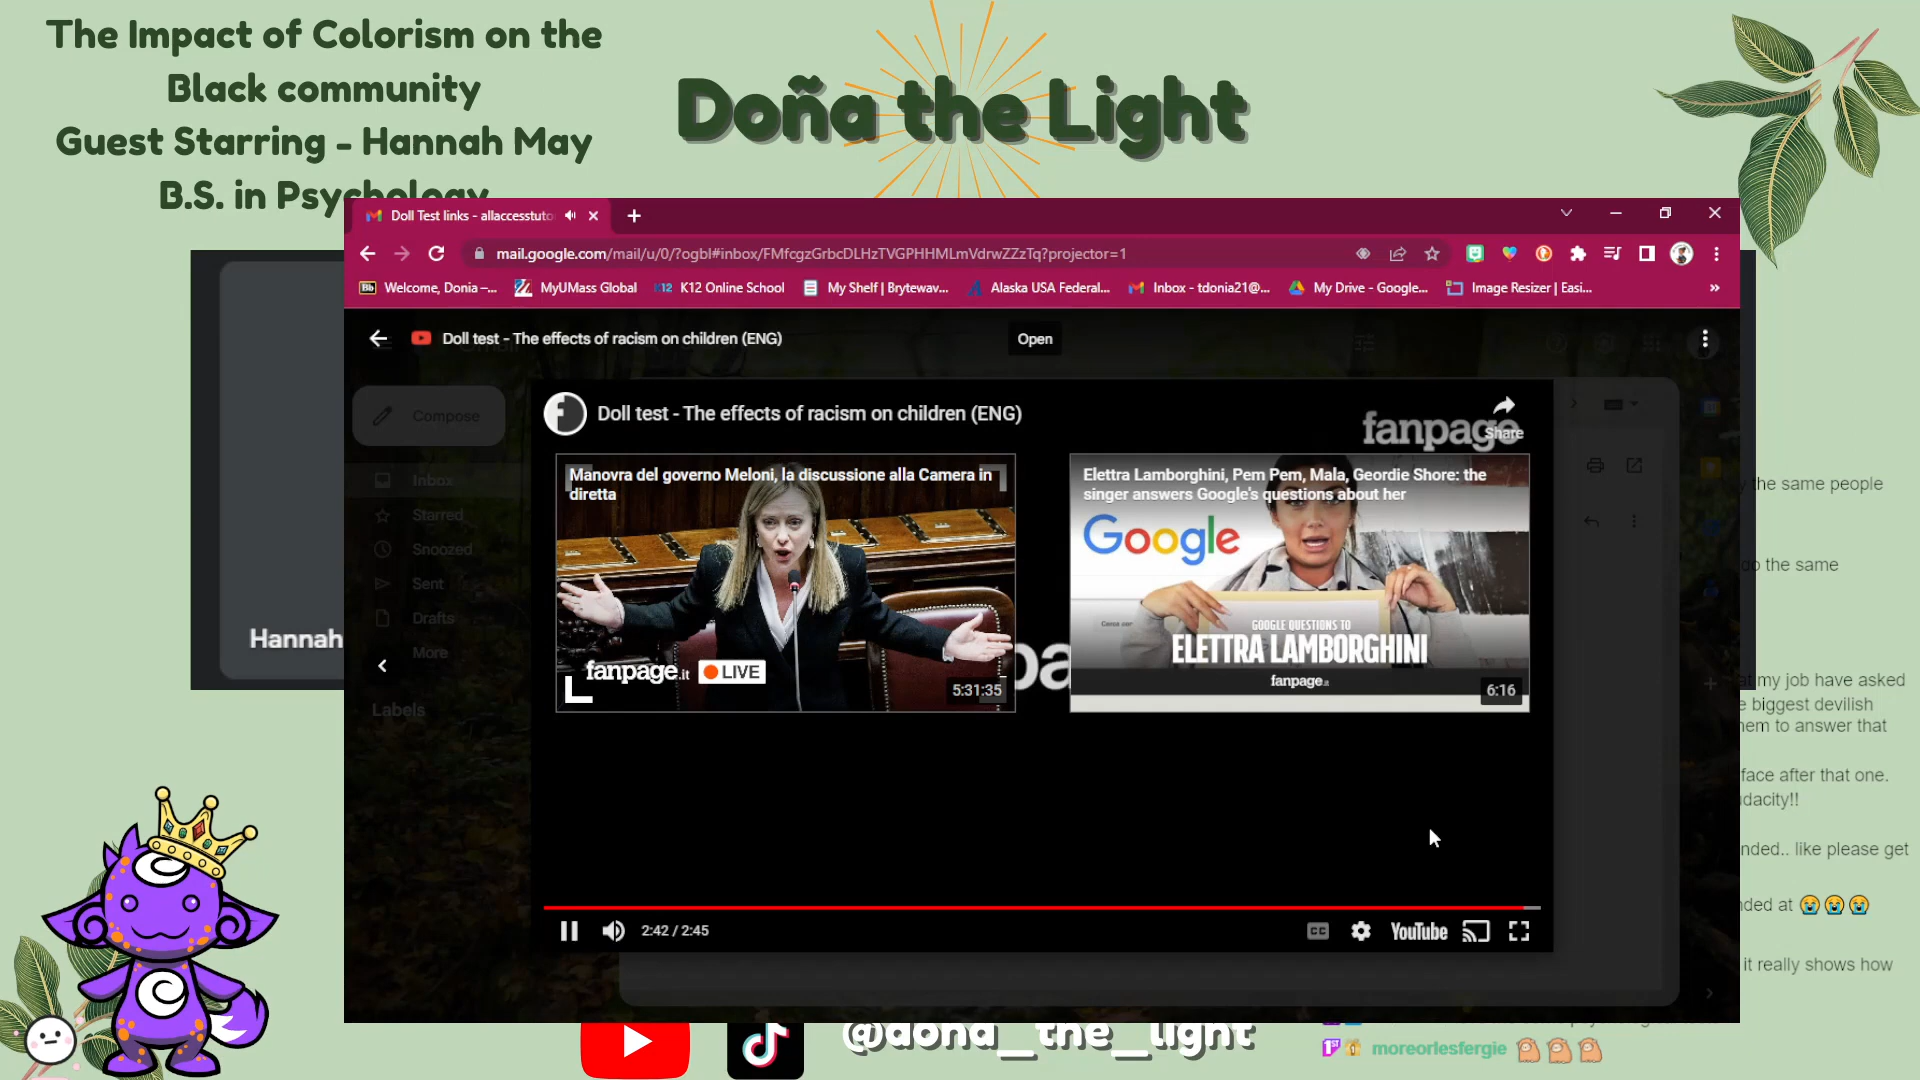 The Impact of Colorism on the
Black community
Guest Starring - Hannah May
B.S. in Psychology
Doña the Light
Doll Test links - allaccesstuto
mail.google.com/mail/u/0/?ogbl#inbox/FMfcgzGrbcDLHzTVGPHHMLmVdrwZZzTq?projector=1
Bb Welcome, Donia –...
MyUMass Global
K12 K12 Online School
My Shelf | Brytewav...
Alaska USA Federal...
Inbox - tdonia21@...
My Drive - Google...
Image Resizer | Easi...
»
Doll test - The effects of racism on children (ENG)
Open
Compose
Inbox
Starred
Snoozed
Sent
Drafts
More
Labels
Doll test - The effects of racism on children (ENG)
fanpage
Share
Manovra del governo Meloni, la discussione alla Camera in
diretta
fanpage.it LIVE
5:31:35
Elettra Lamborghini, Pem Pem, Mala, Geordie Shore: the
singer answers Google's questions about her
Google
GOOGLE QUESTIONS TO
ELETTRA LAMBORGHINI
fanpage.it
6:16
pa
2:42 / 2:45
CC
YouTube
Hannah
the same people
the same
my job have asked
biggest devilish
to answer that
face after that one.
nded.. like please get
nded at 😭😭😭
it really shows how
@dona_the_light
1ST
moreorlesfergie